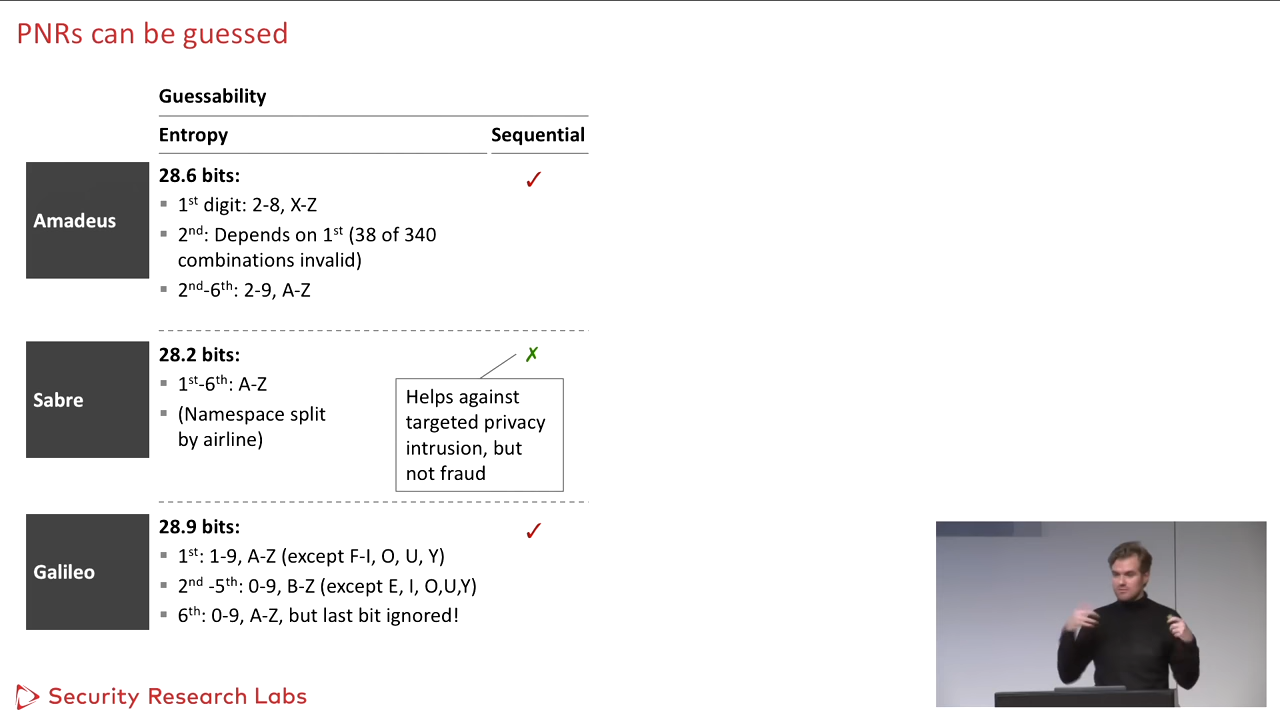 PNRs can be guessed
Guessability
Entropy Sequential
Amadeus
28.6 bits: ✓
▪ 1st digit: 2-8, X-Z
▪ 2nd: Depends on 1st (38 of 340
combinations invalid)
▪ 2nd-6th: 2-9, A-Z
Sabre
28.2 bits: ✗
▪ 1st-6th: A-Z
▪ (Namespace split
by airline)
Helps against
targeted privacy
intrusion, but
not fraud
Galileo
28.9 bits: ✓
▪ 1st: 1-9, A-Z (except F-I, O, U, Y)
▪ 2nd -5th: 0-9, B-Z (except E, I, O,U,Y)
▪ 6th: 0-9, A-Z, but last bit ignored!
Security Research Labs